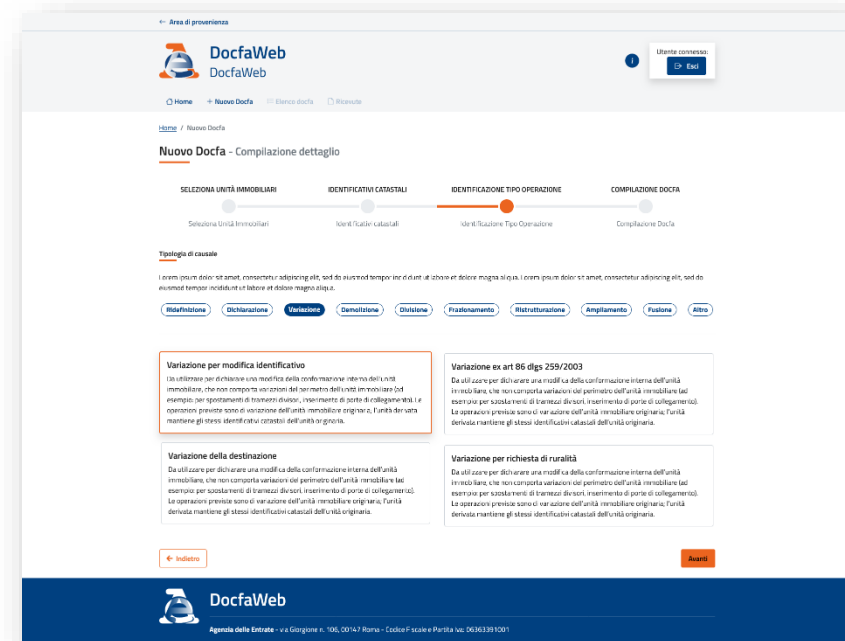 ← Area di provenienza
DocfaWeb
DocfaWeb
Utente connesso:
Esci
Home + Nuovo Docfa Elenco docfa Ricevute
Home / Nuovo Docfa
Nuovo Docfa - Compilazione dettaglio
SELEZIONA UNITÀ IMMOBILIARI IDENTIFICATIVI CATASTALI IDENTIFICAZIONE TIPO OPERAZIONE COMPILAZIONE DOCFA
Seleziona Unità Immobiliari Identificativi catastali Identificazione Tipo Operazione Compilazione Docfa
Tipologia di causale
Lorem ipsum dolor sit amet, consectetur adipiscing elit, sed do eiusmod tempor incididunt ut labore et dolore magna aliqua. Lorem ipsum dolor sit amet, consectetur adipiscing elit, sed do
eiusmod tempor incididunt ut labore et dolore magna aliqua.
Ridefinizione Dichiarazione Variazione Demolizione Divisione Frazionamento Ristrutturazione Ampliamento Fusione Altro
Variazione per modifica identificativo
Da utilizzare per dichiarare una modifica della conformazione interna dell'unità
immobiliare, che non comporta variazioni del perimetro dell'unità immobiliare (ad
esempio: per spostamenti di tramezzi divisori, inserimento di porte di collegamento). Le
operazioni previste sono di variazione dell'unità immobiliare originaria, l'unità derivata
mantiene gli stessi identificativi catastali dell'unità originaria.
Variazione ex art 86 dlgs 259/2003
Da utilizzare per dichiarare una modifica della conformazione interna dell'unità
immobiliare, che non comporta variazioni del perimetro dell'unità immobiliare (ad
esempio: per spostamenti di tramezzi divisori, inserimento di porte di collegamento).
Le operazioni previste sono di variazione dell'unità immobiliare originaria, l'unità
derivata mantiene gli stessi identificativi catastali dell'unità originaria.
Variazione della destinazione
Da utilizzare per dichiarare una modifica della conformazione interna dell'unità
immobiliare, che non comporta variazioni del perimetro dell'unità immobiliare (ad
esempio: per spostamenti di tramezzi divisori, inserimento di porte di collegamento).
Le operazioni previste sono di variazione dell'unità immobiliare originaria, l'unità
derivata mantiene gli stessi identificativi catastali dell'unità originaria.
Variazione per richiesta di ruralità
Da utilizzare per dichiarare una modifica della conformazione interna dell'unità
immobiliare, che non comporta variazioni del perimetro dell'unità immobiliare (ad
esempio: per spostamenti di tramezzi divisori, inserimento di porte di collegamento).
Le operazioni previste sono di variazione dell'unità immobiliare originaria, l'unità
derivata mantiene gli stessi identificativi catastali dell'unità originaria.
← Indietro
Avanti
DocfaWeb
Agenzia delle Entrate - via Giorgione n. 106, 00147 Roma - Codice Fiscale e Partita Iva: 06363391001